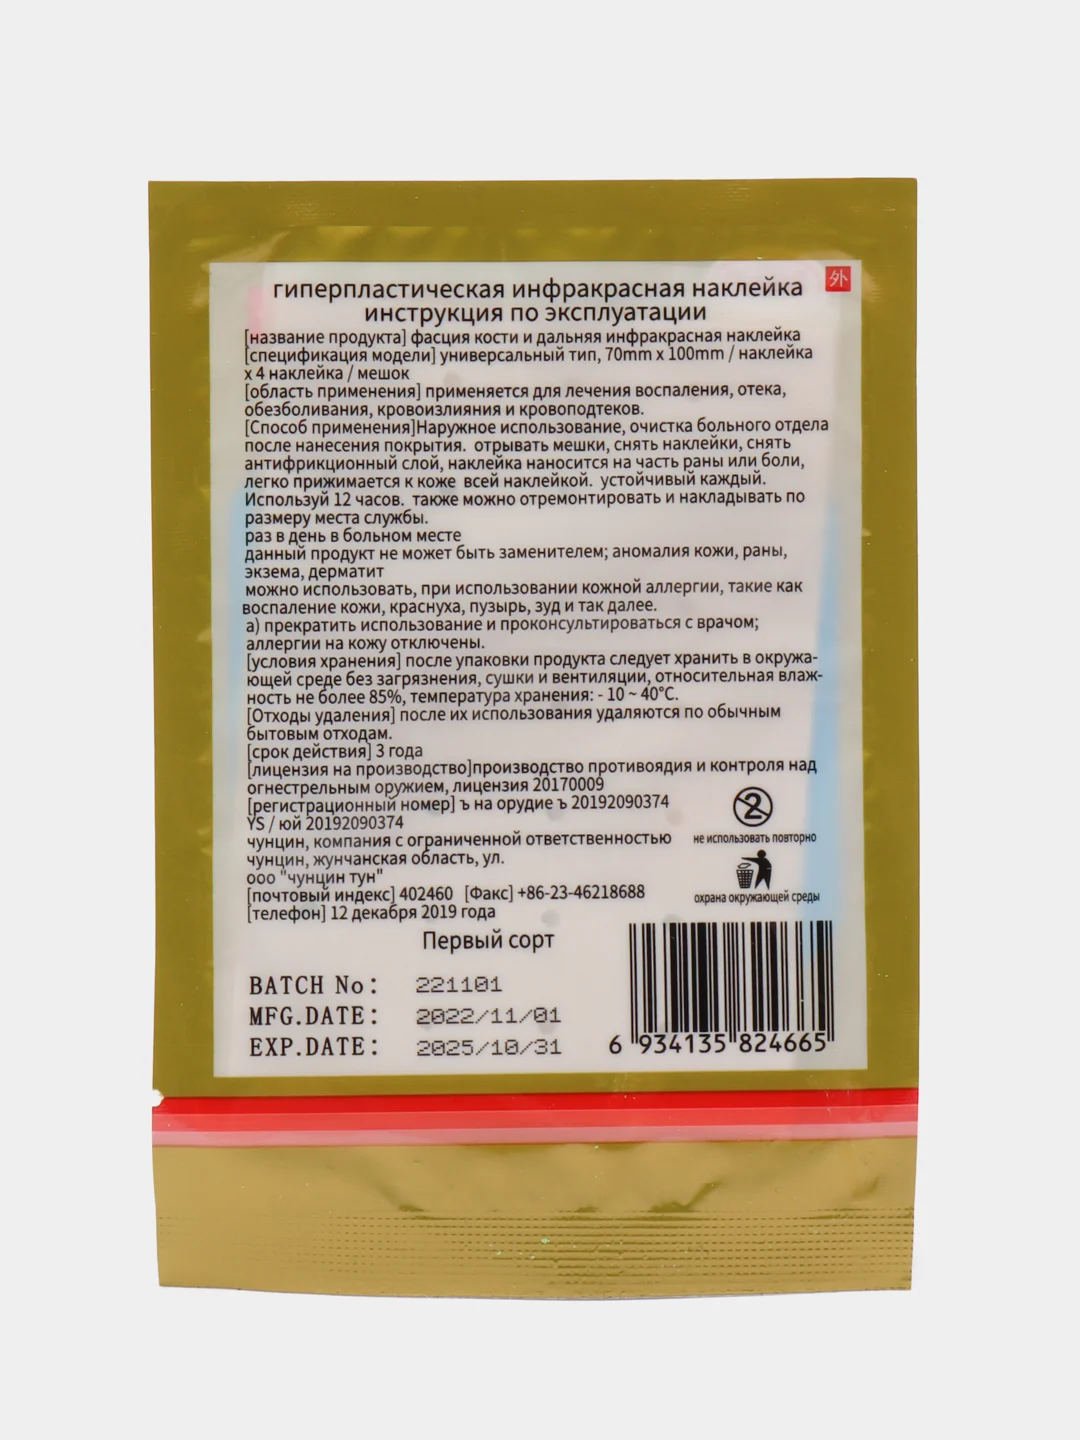 гиперпластическая инфракрасная наклейка
外
инструкция по эксплуатации
[название продукта] фасция кости и дальняя инфракрасная наклейка
[спецификация модели] универсальный тип, 70mm x 100mm / наклейка
x 4 наклейка / мешок
[область применения] применяется для лечения воспаления, отека,
обезболивания, кровоизлияния и кровоподтеков.
[Способ применения]Наружное использование, очистка больного отдела
после нанесения покрытия. отрывать мешки, снять наклейки, снять
антифрикционный слой, наклейка наносится на часть раны или боли,
легко прижимается к коже всей наклейкой. устойчивый каждый.
Используй 12 часов. также можно отремонтировать и накладывать по
размеру места службы.
раз в день в больном месте
данный продукт не может быть заменителем; аномалия кожи, раны,
экзема, дерматит
можно использовать, при использовании кожной аллергии, такие как
воспаление кожи, краснуха, пузырь, зуд и так далее.
а) прекратить использование и проконсультироваться с врачом;
аллергии на кожу отключены.
[условия хранения] после упаковки продукта следует хранить в окружа-
ющей среде без загрязнения, сушки и вентиляции, относительная влаж-
ность не более 85%, температура хранения: - 10 ~ 40°C.
[Отходы удаления] после их использования удаляются по обычным
бытовым отходам.
[срок действия] 3 года
[лицензия на производство]производство противоядия и контроля над
огнестрельным оружием, лицензия 20170009
[регистрационный номер] ъ на орудие ъ 20192090374
YS / юй 20192090374
чунцин, компания с ограниченной ответственностью
чунцин, жунчанская область, ул.
ооо "чунцин тун"
[почтовый индекс] 402460 [Факс] +86-23-46218688
[телефон] 12 декабря 2019 года
2
не использовать повторно
охрана окружающей среды
Первый сорт
BATCH No: 221101
MFG.DATE: 2022/11/01
EXP.DATE: 2025/10/31
6 934135 824665